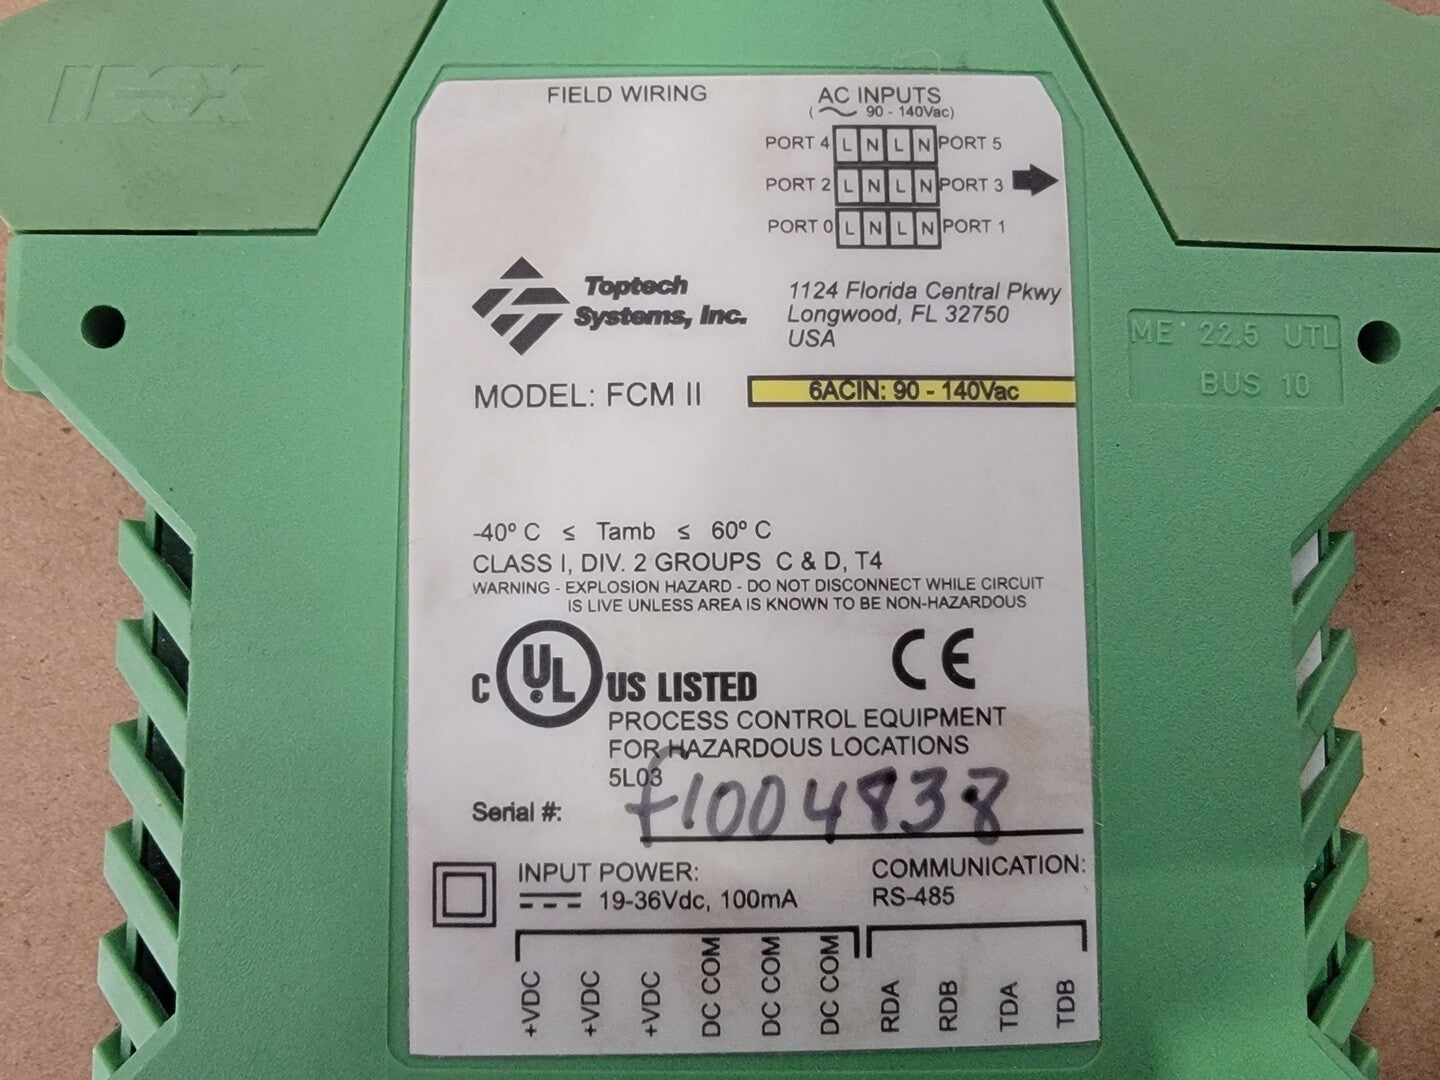 IDEX
FIELD WIRING
AC INPUTS
( 90 - 140Vac)
PORT 4 L N L N PORT 5
PORT 2 L N L N PORT 3
PORT 0 L N L N PORT 1
Toptech
Systems, Inc.
1124 Florida Central Pkwy
Longwood, FL 32750
USA
ME 22,5 UTL
BUS 10
MODEL: FCM II
6ACIN: 90 - 140Vac
-40º C ≤ Tamb ≤ 60º C
CLASS I, DIV. 2 GROUPS C & D, T4
WARNING - EXPLOSION HAZARD - DO NOT DISCONNECT WHILE CIRCUIT
IS LIVE UNLESS AREA IS KNOWN TO BE NON-HAZARDOUS
C UL US LISTED
CE
PROCESS CONTROL EQUIPMENT
FOR HAZARDOUS LOCATIONS
5L03
Serial #: f1004838
INPUT POWER:
19-36Vdc, 100mA
COMMUNICATION:
RS-485
+VDC
+VDC
+VDC
DC COM
DC COM
DC COM
RDA
RDB
TDA
TDB